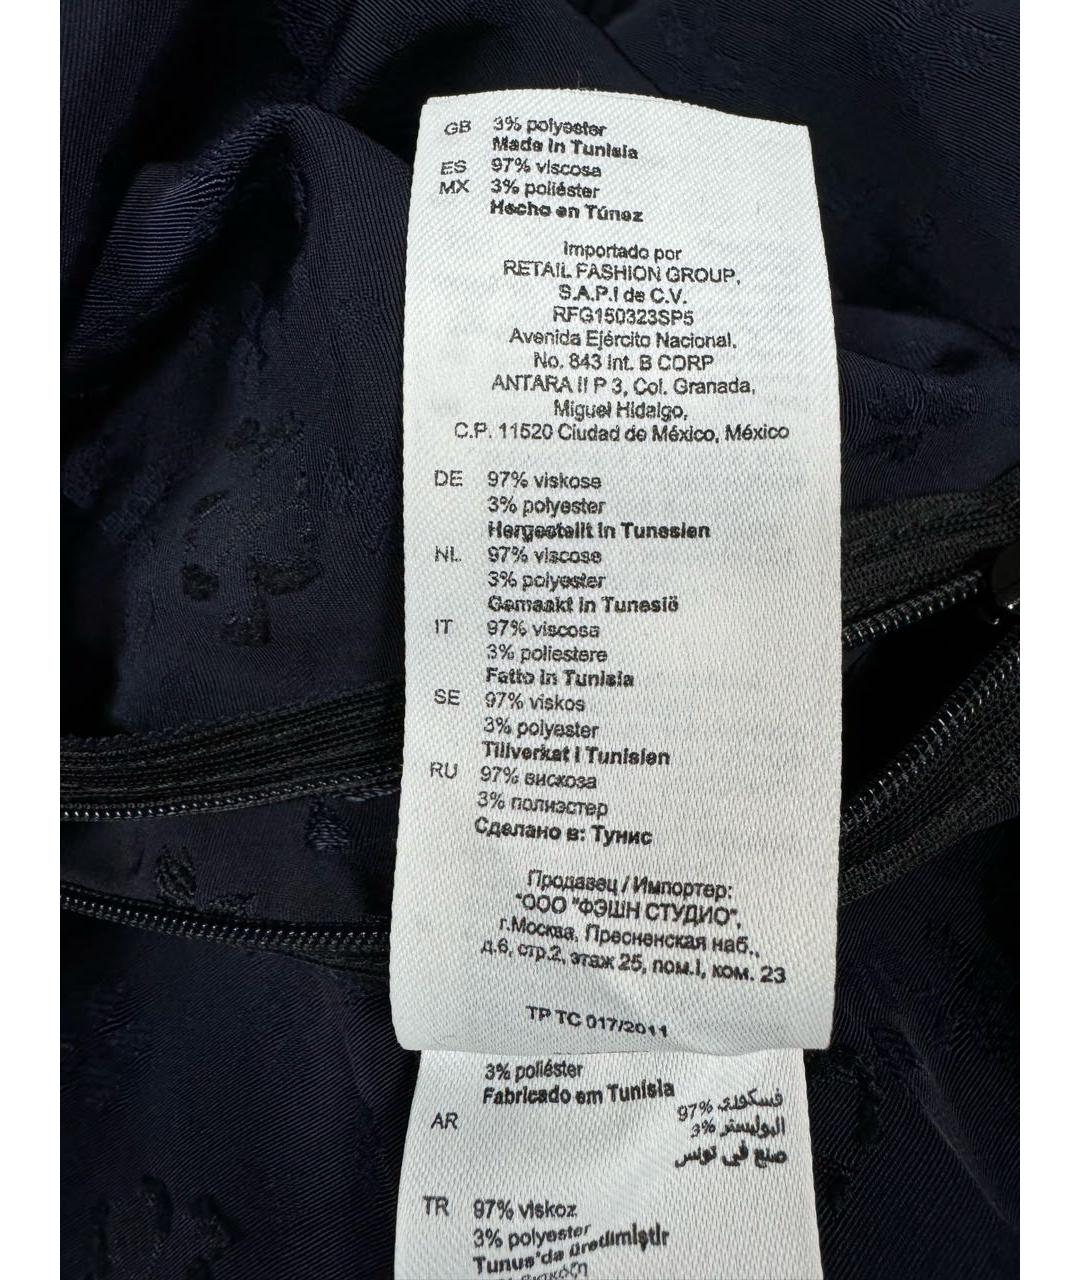 GB 3% polyester
Made in Tunisia
ES 97% viscosa
MX 3% poliéster
Hecho en Túnez
Importado por
RETAIL FASHION GROUP,
S.A.P.I de C.V.
RFG150323SP5
Avenida Ejército Nacional,
No. 843 Int. B CORP
ANTARA II P 3, Col. Granada,
Miguel Hidalgo,
C.P. 11520 Ciudad de México, México
DE 97% viskose
3% polyester
Hergestellt in Tunesien
NL 97% viscose
3% polyester
Gemaakt in Tunesië
IT 97% viscosa
3% poliestere
Fatto in Tunisia
SE 97% viskos
3% polyester
Tillverkat i Tunisien
RU 97% вискоза
3% полиэстер
Сделано в: Тунис
Продавец / Импортер:
"ООО "ФЭШН СТУДИО",
г.Москва, Пресненская наб.,
д.6, стр.2, этаж 25, пом.I, ком. 23
ТР ТС 017/2011
3% poliéster
Fabricado em Tunisia
AR 97% فسكوز
3% البوليستر
صنع في تونس
TR 97% viskoz
3% polyester
Tunus'da üretilmiştir